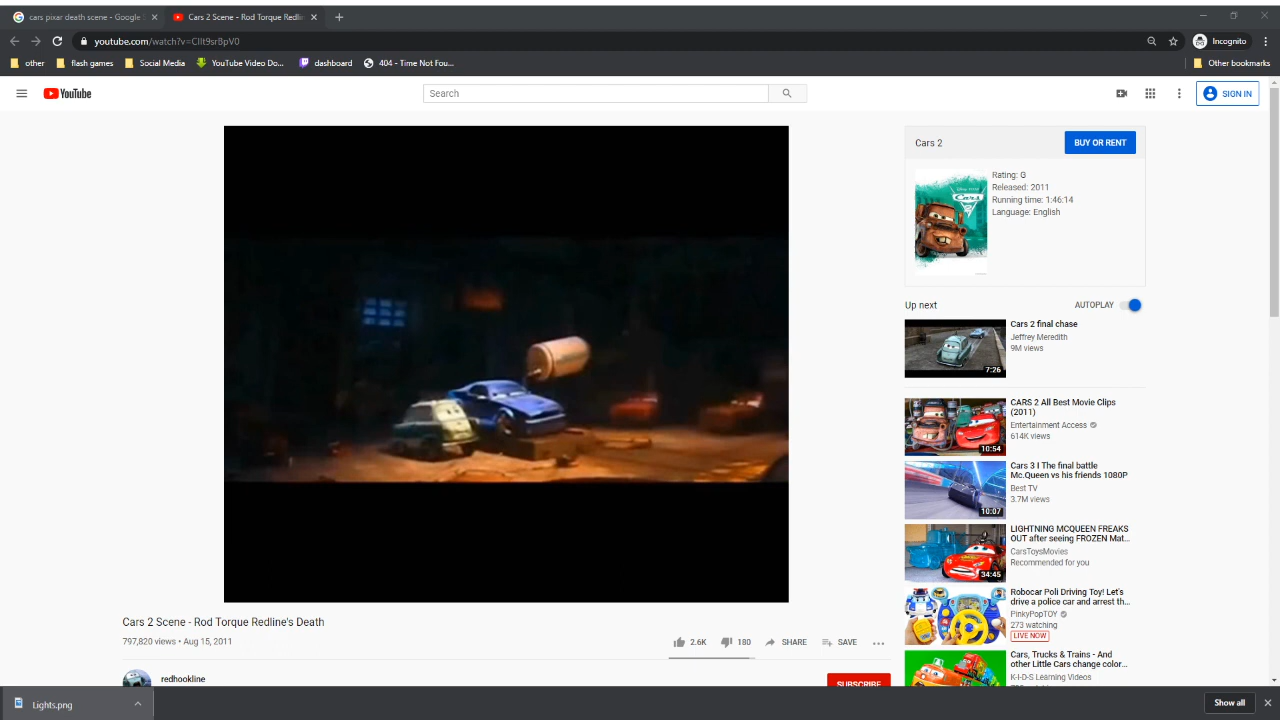 cars pixar death scene - Google
Cars 2 Scene - Rod Torque Redlin
youtube.com/watch?v=
Incognito
other
flash games
Social Media
YouTube Video Do...
dashboard
404 - Time Not Fou...
Other bookmarks
YouTube
Search
SIGN IN
Cars 2
BUY OR RENT
Rating: G
Released: 2011
Running time: 1:46:14
Language: English
Cars
Up next
AUTOPLAY
Cars 2 final chase
Jeffrey Meredith
9M views
7:26
CARS 2 All Best Movie Clips
(2011)
Entertainment Access
614K views
10:54
Cars 3 I The final battle
Mc.Queen vs his friends 1080P
Best TV
3.7M views
10:07
LIGHTNING MCQUEEN FREAKS
OUT after seeing FROZEN Mat...
CarsToysMovies
Recommended for you
34:45
Robocar Poli Driving Toy! Let's
drive a police car and arrest th...
PinkyPopTOY
273 watching
LIVE NOW
Cars, Trucks & Trains - And
other Little Cars change color...
K-I-D-S Learning Videos
Cars 2 Scene - Rod Torque Redline's Death
797,820 views • Aug 15, 2011
2.6K
180
SHARE
SAVE
redhookline
SUBSCRIBE
Lights.png
Show all